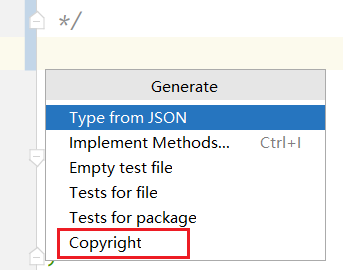 */
Generate
Type from JSON
Implement Methods... Ctrl+I
Empty test file
Tests for file
Tests for package
Copyright